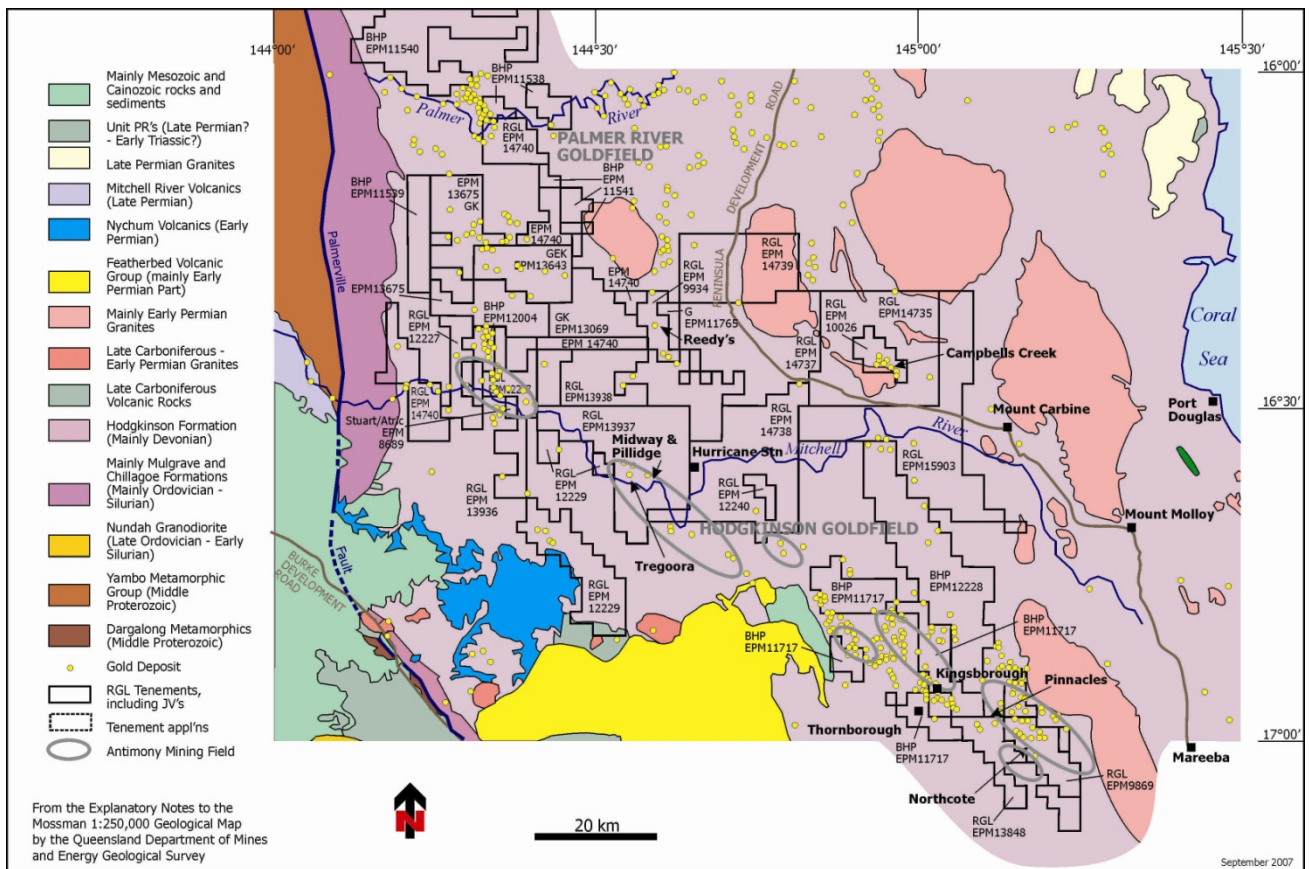 144°00'
144°30'
145°00'
145°30'
16°00'
16°30'
17°00'
Mainly Mesozoic and
Cainozoic rocks and
sediments
Unit PR's (Late Permian?
- Early Triassic?)
Late Permian Granites
Mitchell River Volcanics
(Late Permian)
Nychum Volcanics (Early
Permian)
Featherbed Volcanic
Group (mainly Early
Permian Part)
Mainly Early Permian
Granites
Late Carboniferous -
Early Permian Granites
Late Carboniferous
Volcanic Rocks
Hodgkinson Formation
(Mainly Devonian)
Mainly Mulgrave and
Chillagoe Formations
(Mainly Ordovician -
Silurian)
Nundah Granodiorite
(Late Ordovician - Early
Silurian)
Yambo Metamorphic
Group (Middle
Proterozoic)
Dargalong Metamorphics
(Middle Proterozoic)
Gold Deposit
RGL Tenements,
including JV's
Tenement appl'ns
Antimony Mining Field
From the Explanatory Notes to the
Mossman 1:250,000 Geological Map
by the Queensland Department of Mines
and Energy Geological Survey
N
20 km
September 2007
BHP
EPM11540
BHP
EPM11538
Palmer
River
RGL
EPM
14740
PALMER RIVER
GOLDFIELD
BHP
EPM
11541
BHP
EPM11539
EPM
13675
GK
EPM
14740
GEK
EPM13643
EPM
14740
RGL
EPM
9934
PENINSULA
DEVELOPMENT
ROAD
RGL
EPM
14739
EPM13675
BHP
EPM12004
GK
EPM13069
EPM 14740
G
EPM11765
Reedy's
RGL
EPM
12227
RGL
EPM
10026
RGL
EPM14735
RGL
EPM
14737
Campbells Creek
RGL
EPM
14740
Stuart/Atric
EPM
8689
RGL
EPM13938
RGL
EPM13937
Midway &
Pillidge
Hurricane Stn
RGL
EPM
14738
Mitchell
River
Mount Carbine
Port
Douglas
Coral
Sea
RGL
EPM15903
RGL
EPM
12229
RGL
EPM
12240
RGL
EPM
13936
HODGKINSON GOLDFIELD
Tregoora
Mount Molloy
Palmerville
Fault
BURKE
DEVELOPMENT
ROAD
RGL
EPM
12229
BHP
EPM11717
BHP
EPM12228
BHP
EPM11717
BHP
EPM11717
Kingsborough
Pinnacles
Thornborough
BHP
EPM11717
Northcote
RGL
EPM9869
RGL
EPM13848
Mareeba